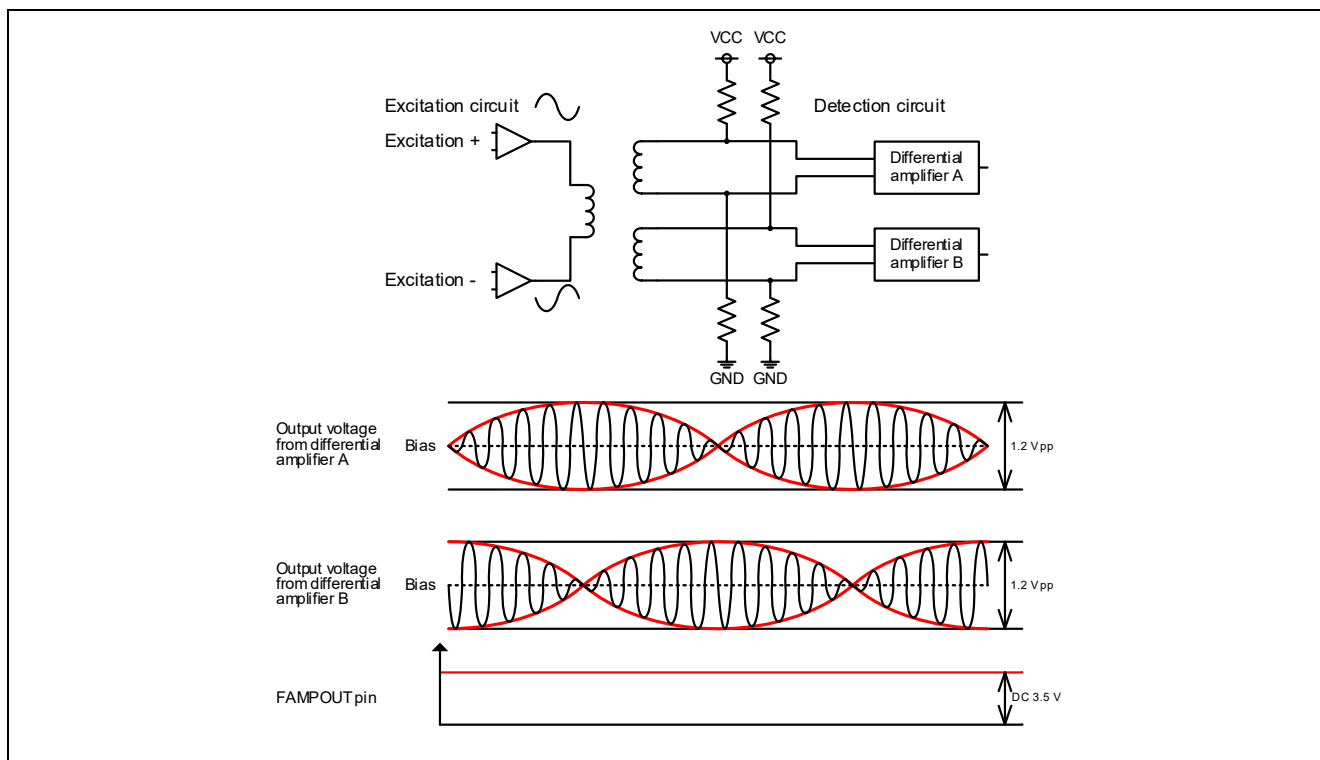 VCC VCC
Excitation circuit
Detection circuit
Excitation +
Differential
amplifier A
Differential
amplifier B
Excitation -
GND GND
Output voltage
from differential
amplifier A
Bias
1.2 Vpp
Output voltage
from differential
amplifier B
Bias
1.2 Vpp
FAMPOUT pin
DC 3.5 V